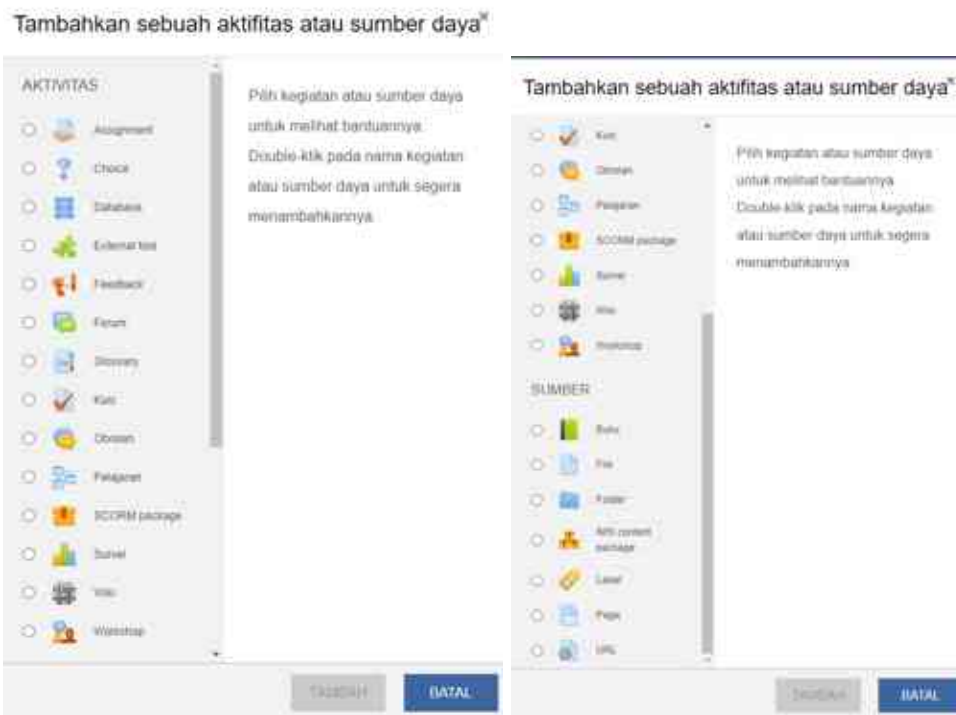 Tambahkan sebuah aktifitas atau sumber daya×
AKTIVITAS
Assignment
Choice
Database
External tool
Feedback
Forum
Glossary
Kuis
Obrolan
Pelajaran
SCORM package
Survei
Wiki
Workshop
Pilih kegiatan atau sumber daya
untuk melihat bantuannya.
Double-klik pada nama kegiatan
atau sumber daya untuk segera
menambahkannya.
TAMBAH
BATAL
Tambahkan sebuah aktifitas atau sumber daya×
Kuis
Obrolan
Pelajaran
SCORM package
Survei
Wiki
Workshop
SUMBER
Buku
File
Folder
IMS content
package
Label
Page
URL
Pilih kegiatan atau sumber daya
untuk melihat bantuannya.
Double-klik pada nama kegiatan
atau sumber daya untuk segera
menambahkannya
TAMBAH
BATAL